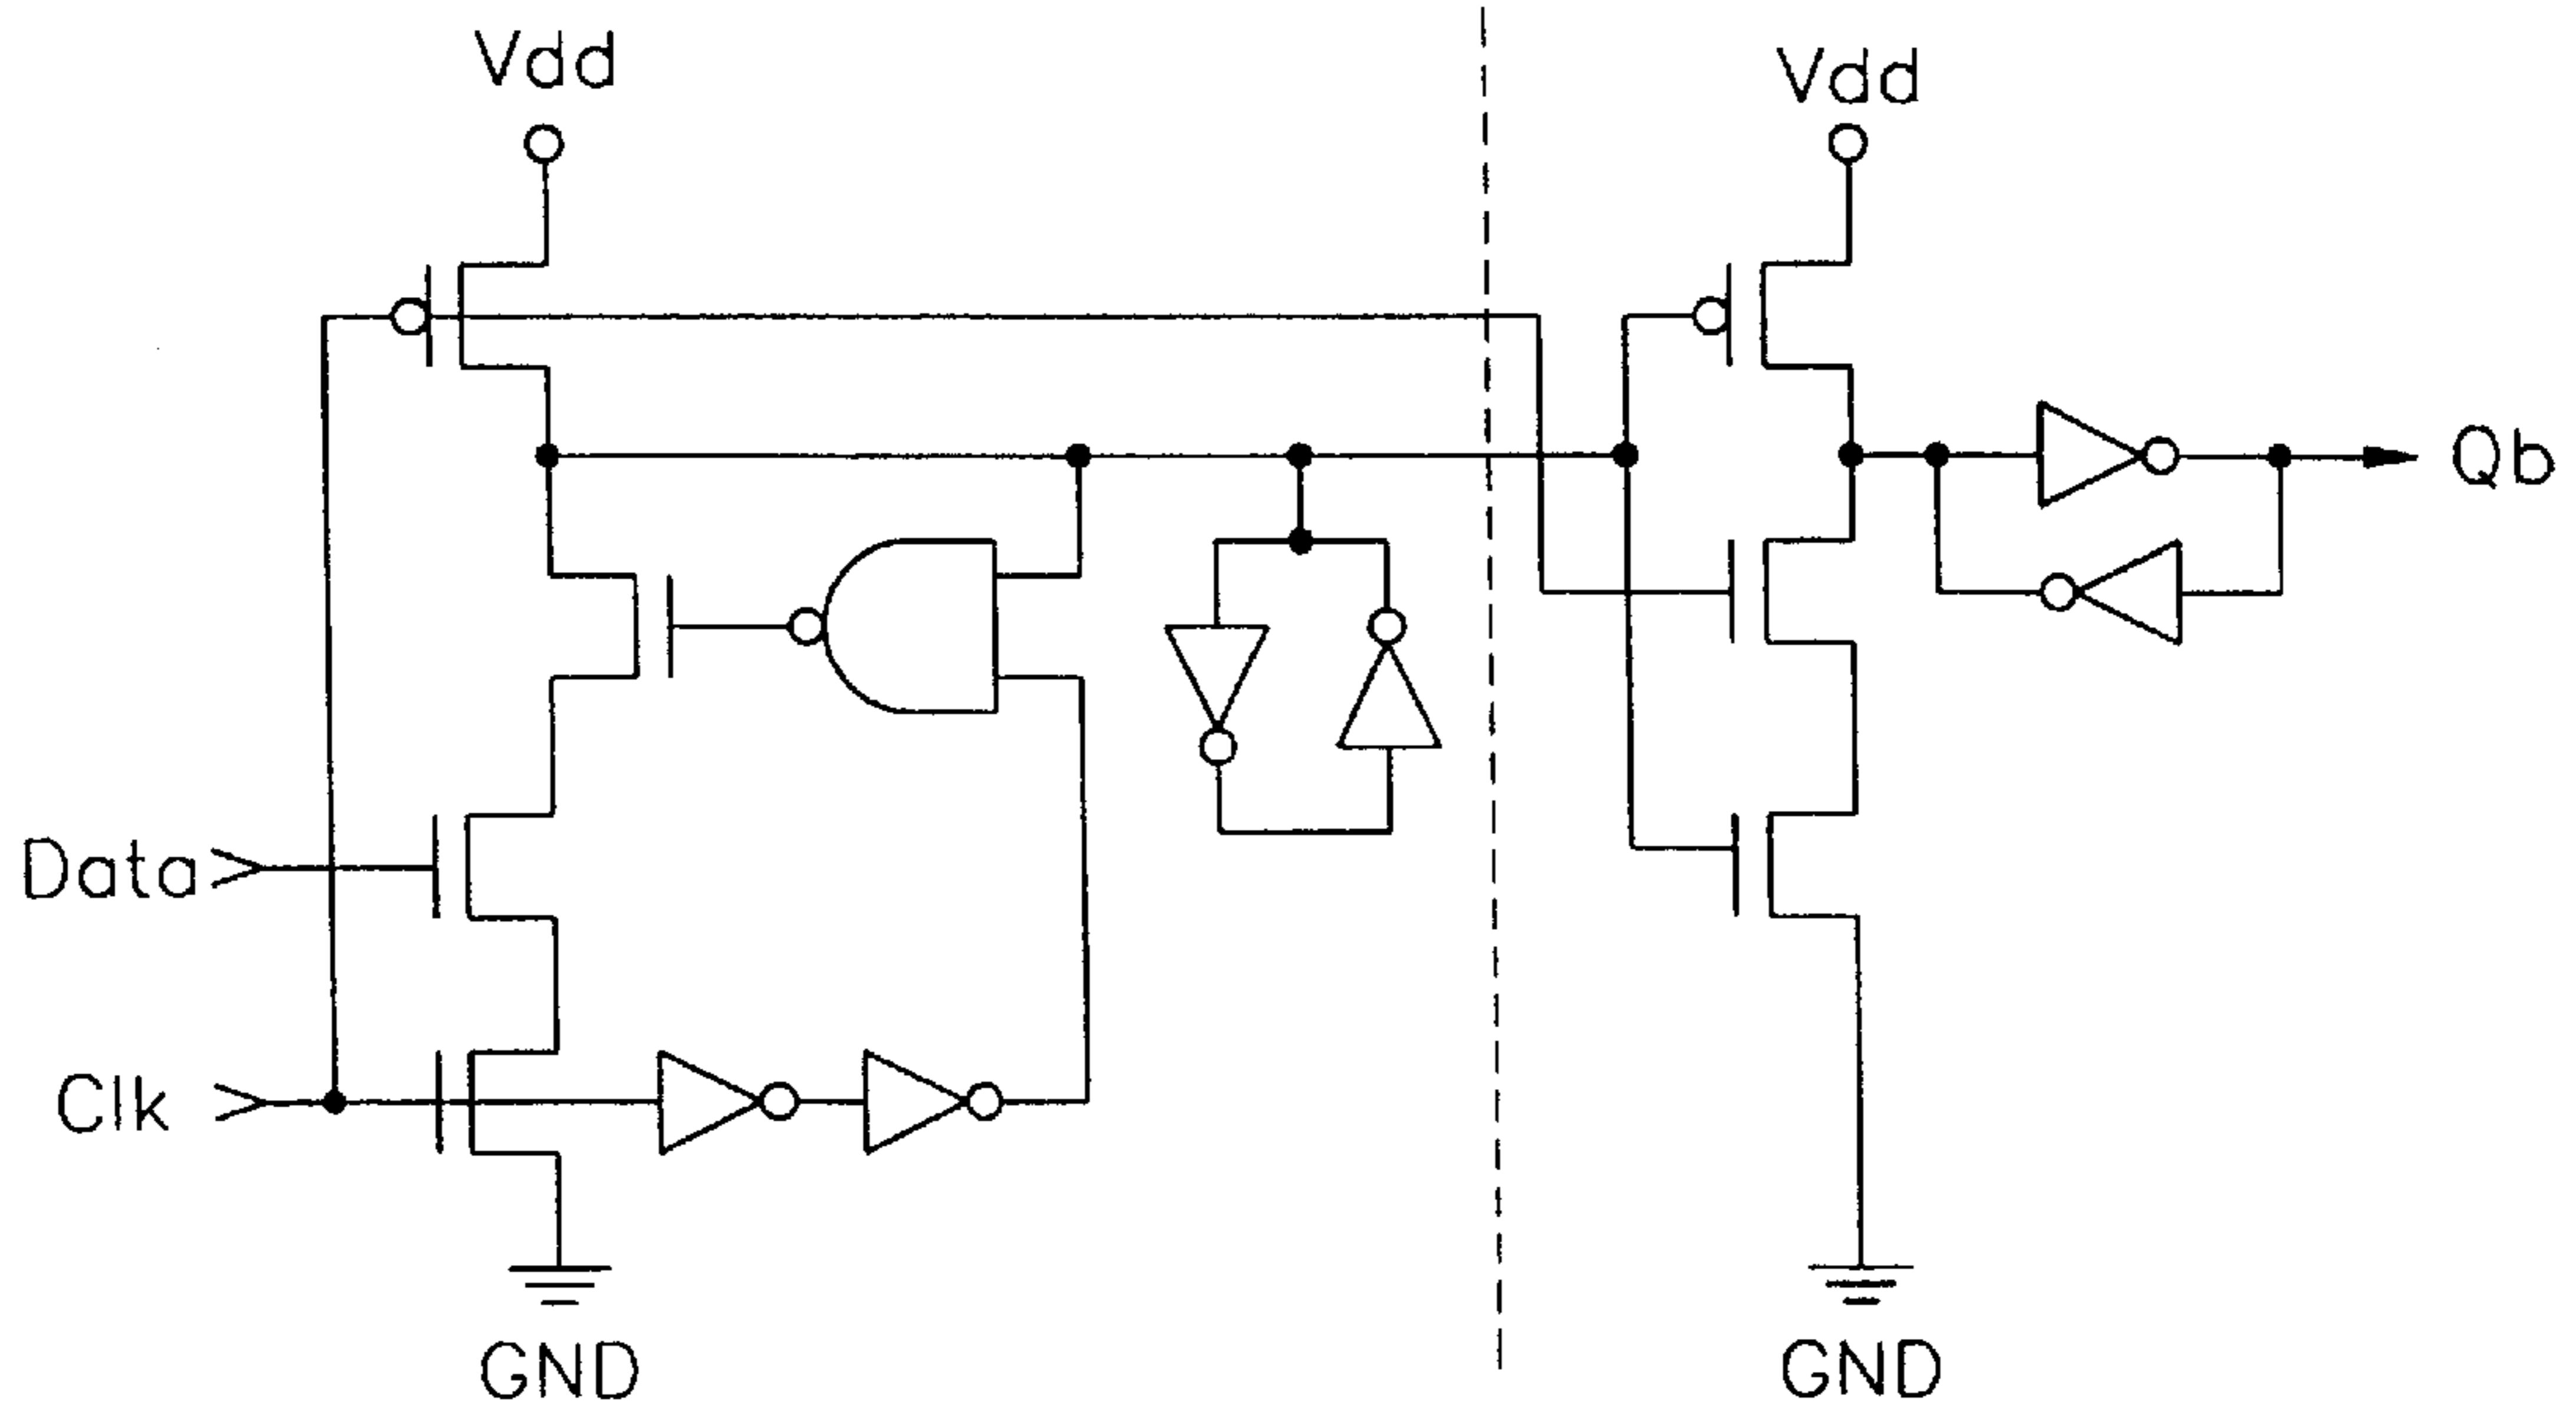 Vdd
Vdd
Qb
Data
Clk
GND
GND